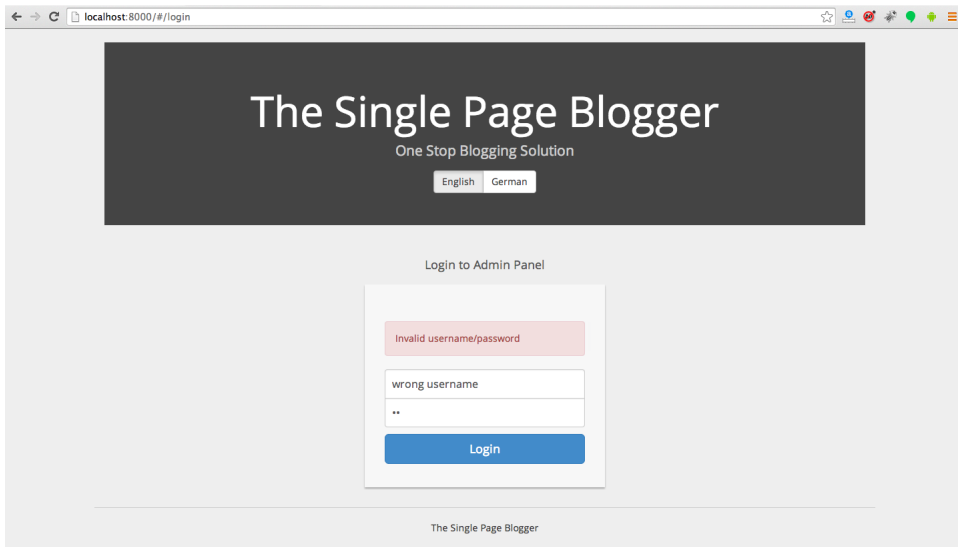 localhost:8000/#/login
The Single Page Blogger
One Stop Blogging Solution
English German
Login to Admin Panel
Invalid username/password
wrong username
••
Login
The Single Page Blogger